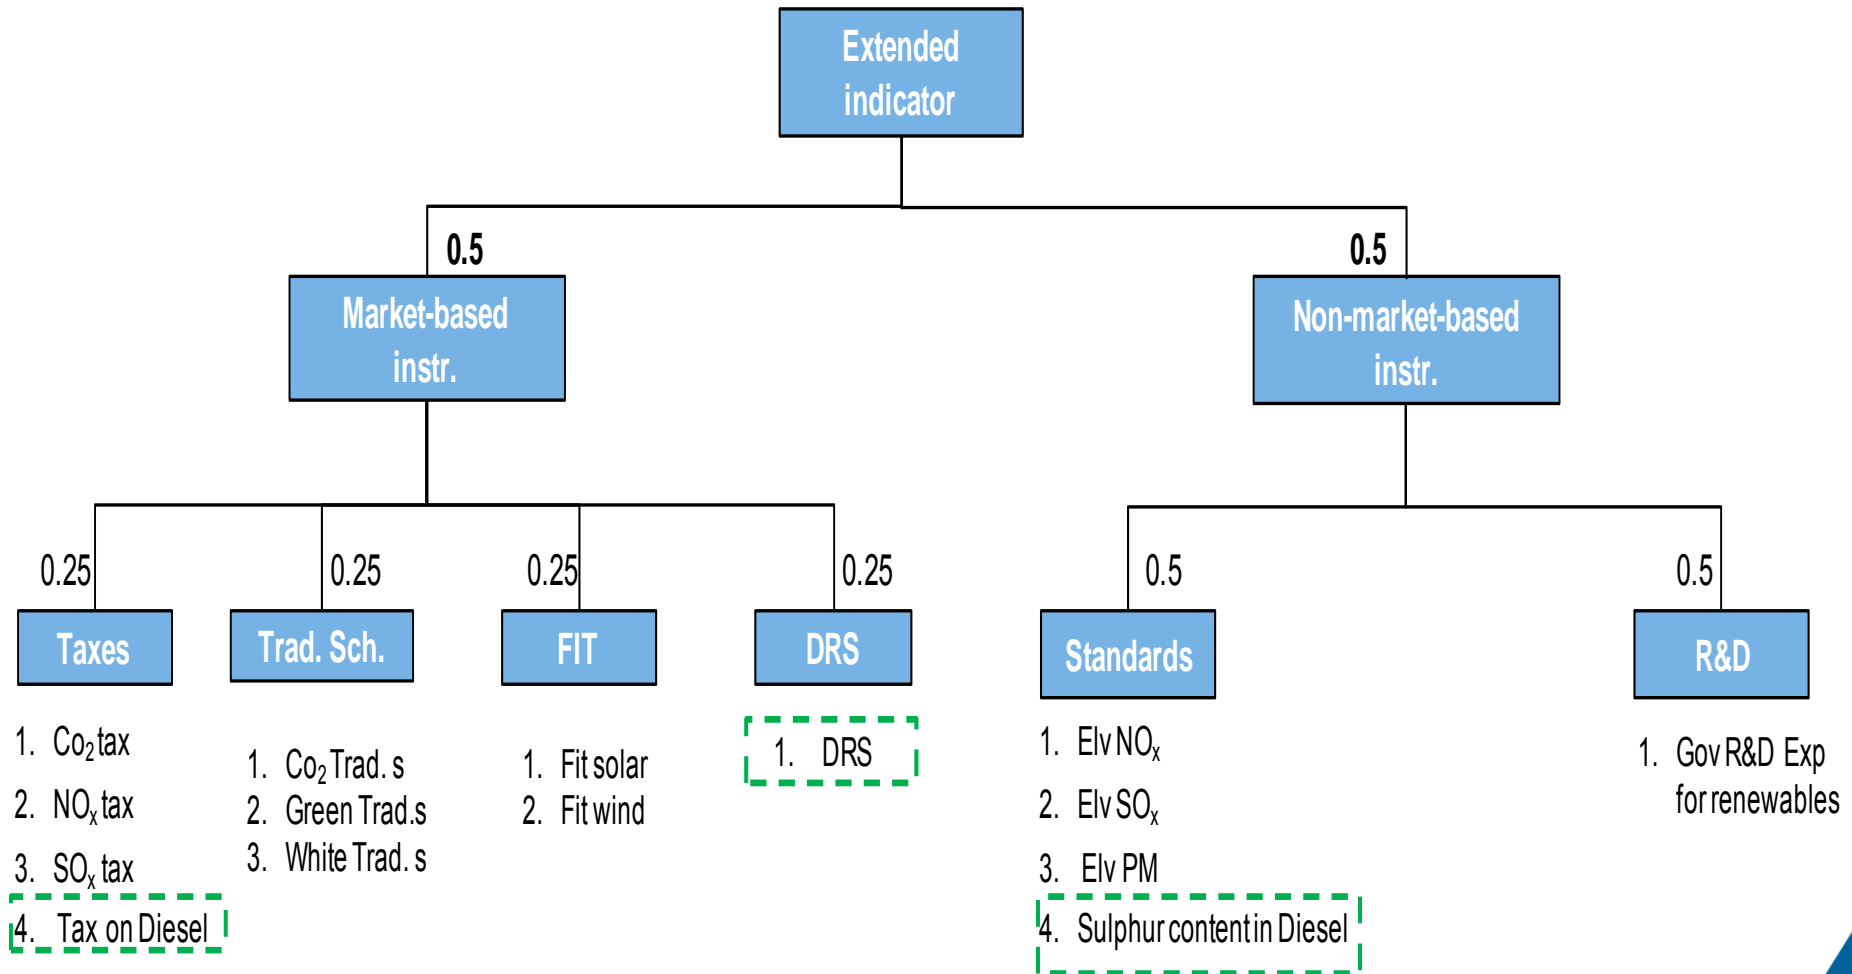 Extended
indicator
0.5
0.5
Market-based
instr.
Non-market-based
instr.
0.25
0.25
0.25
0.25
0.5
0.5
Taxes
Trad. Sch.
FIT
DRS
Standards
R&D
1. Co₂ tax
2. NOₓ tax
3. SOₓ tax
4. Tax on Diesel
1. Co₂ Trad. s
2. Green Trad.s
3. White Trad. s
1. Fit solar
2. Fit wind
1. DRS
1. Elv NOₓ
2. Elv SOₓ
3. Elv PM
4. Sulphur content in Diesel
1. Gov R&D Exp
for renewables